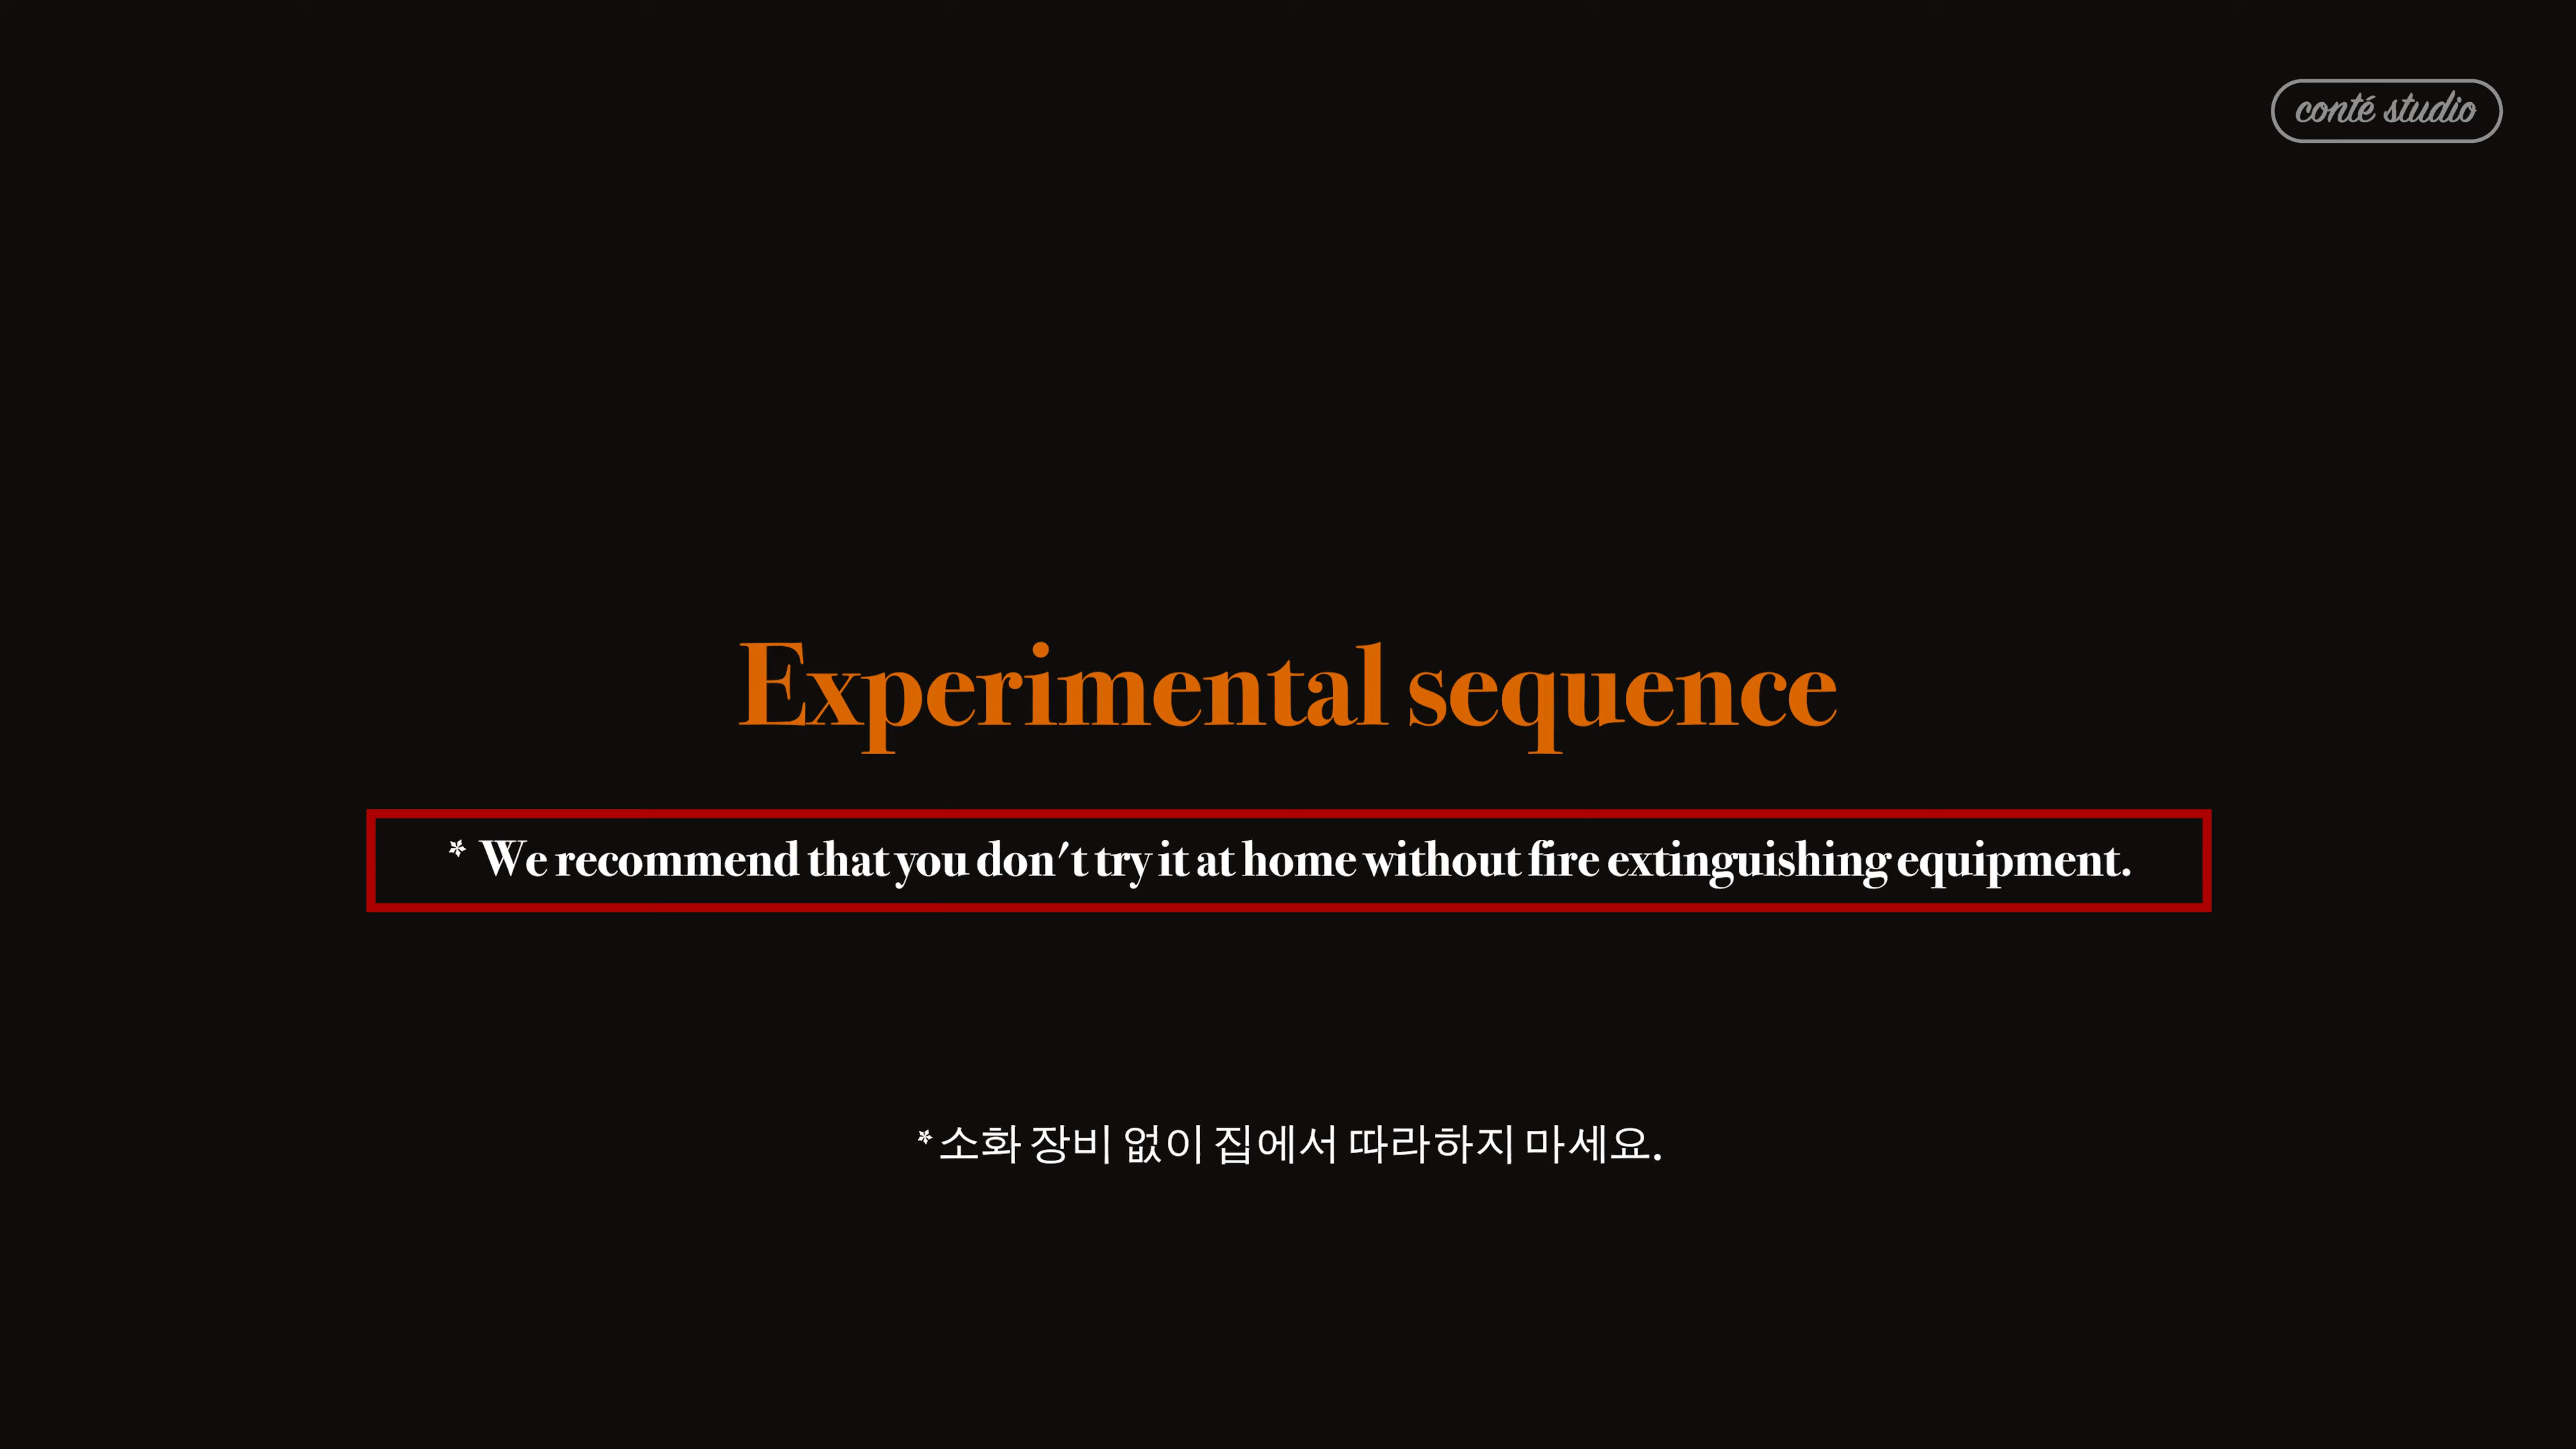 conté studio
Experimental sequence
* We recommend that you don't try it at home without fire extinguishing equipment.
*소화 장비 없이 집에서 따라하지 마세요.